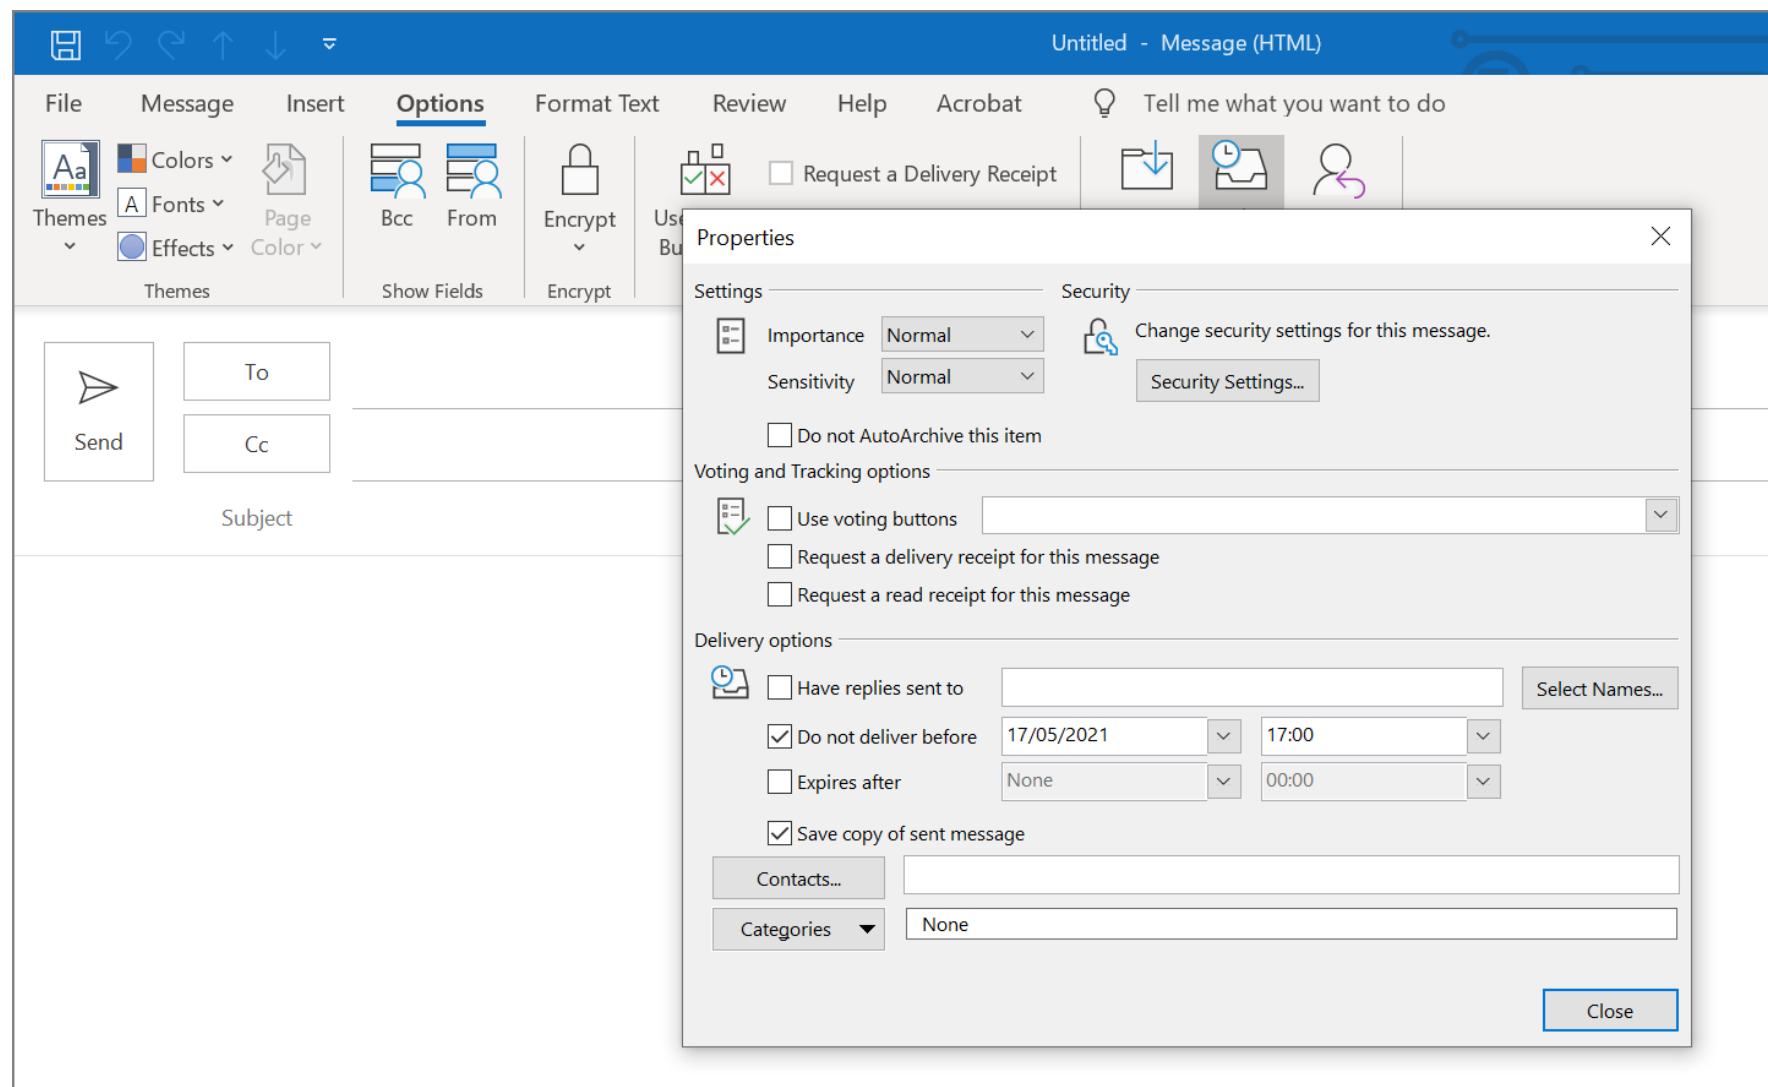 Untitled - Message (HTML)
File Message Insert Options Format Text Review Help Acrobat Tell me what you want to do
Aa
Themes
Colors
A Fonts
Effects
Page
Color
Themes
Bcc
From
Show Fields
Encrypt
Encrypt
Request a Delivery Receipt
Send
To
Cc
Subject
Properties
Settings
Importance Normal
Sensitivity Normal
Do not AutoArchive this item
Security
Change security settings for this message.
Security Settings...
Voting and Tracking options
Use voting buttons
Request a delivery receipt for this message
Request a read receipt for this message
Delivery options
Have replies sent to
Select Names...
Do not deliver before 17/05/2021 17:00
Expires after None 00:00
Save copy of sent message
Contacts...
Categories None
Close